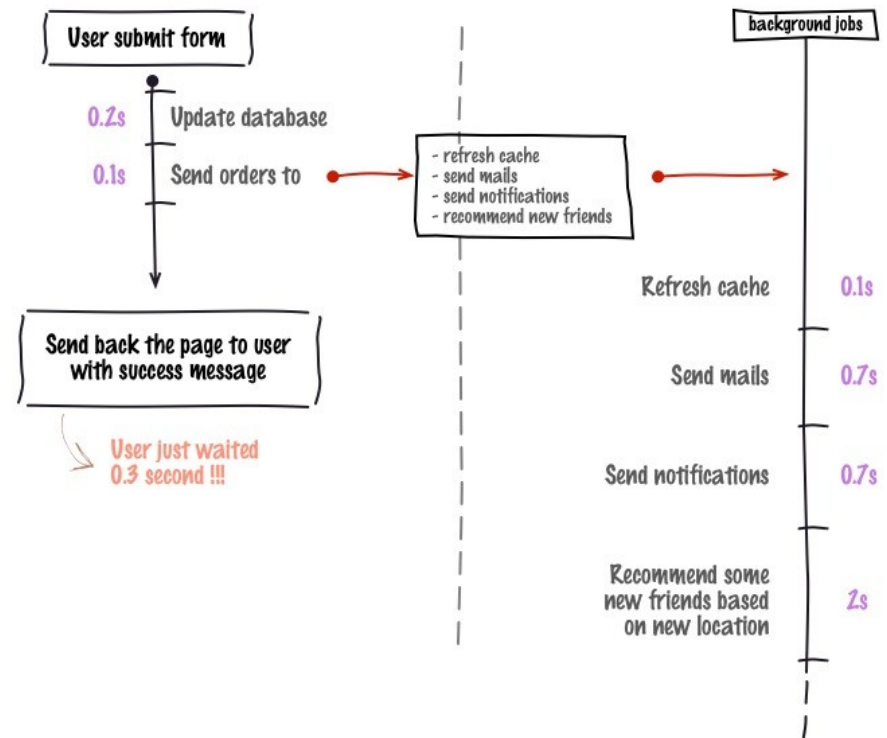 User submit form
0.2s
Update database
0.1s
Send orders to
Send back the page to user
with success message
User just waited
0.3 second !!!
- refresh cache
- send mails
- send notifications
- recommend new friends
background jobs
Refresh cache
0.1s
Send mails
0.7s
Send notifications
0.7s
Recommend some
new friends based
on new location
2s